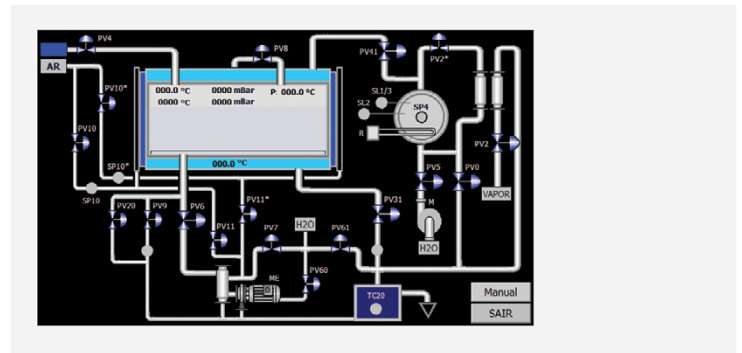 PV4
PV8
PV41
PV2*
AR
PV10*
000.0 °C 0000 mBar P: 000.0 °C
0000 °C 0000 mBar
SL1/3
SL2
SP4
R
PV10
PV2
000.0 °C
SP10*
PV5
PV0
SP10
VAPOR
PV20
PV9
PV6
PV11
PV11*
PV31
M
H2O
PV7
PV61
H2O
ME
PV60
TC20
Manual
SAIR